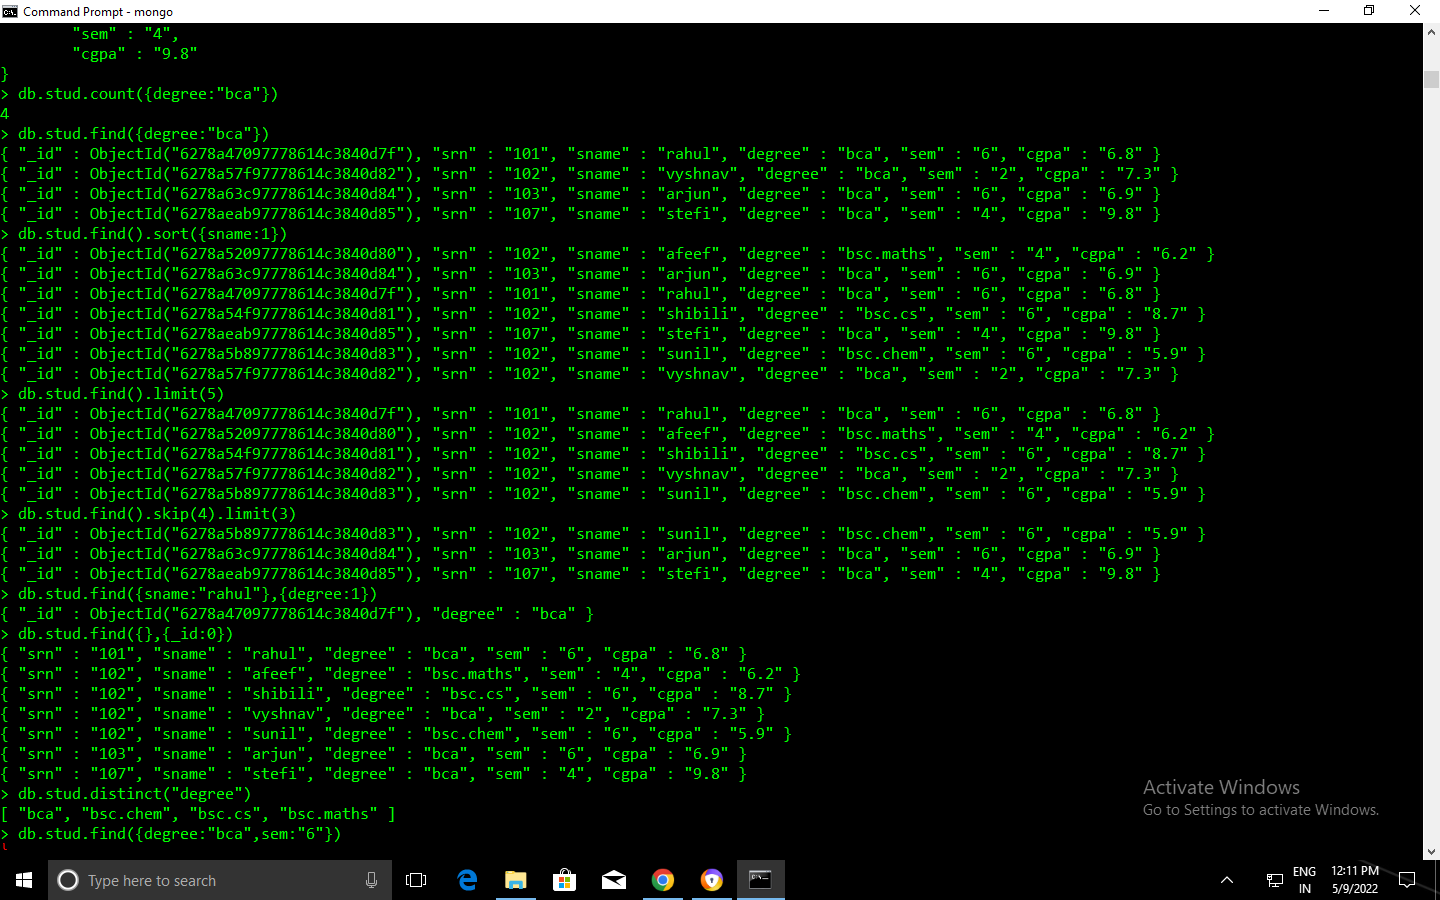 Command Prompt - mongo
"sem" : "4",
"cgpa" : "9.8"
}
> db.stud.count({degree:"bca"})
4
> db.stud.find({degree:"bca"})
{ "_id" : ObjectId("6278a47097778614c3840d7f"), "srn" : "101", "sname" : "rahul", "degree" : "bca", "sem" : "6", "cgpa" : "6.8" }
{ "_id" : ObjectId("6278a57f97778614c3840d82"), "srn" : "102", "sname" : "vyshnav", "degree" : "bca", "sem" : "2", "cgpa" : "7.3" }
{ "_id" : ObjectId("6278a63c97778614c3840d84"), "srn" : "103", "sname" : "arjun", "degree" : "bca", "sem" : "6", "cgpa" : "6.9" }
{ "_id" : ObjectId("6278aeab97778614c3840d85"), "srn" : "107", "sname" : "stefi", "degree" : "bca", "sem" : "4", "cgpa" : "9.8" }
> db.stud.find().sort({sname:1})
{ "_id" : ObjectId("6278a52097778614c3840d80"), "srn" : "102", "sname" : "afeef", "degree" : "bsc.maths", "sem" : "4", "cgpa" : "6.2" }
{ "_id" : ObjectId("6278a63c97778614c3840d84"), "srn" : "103", "sname" : "arjun", "degree" : "bca", "sem" : "6", "cgpa" : "6.9" }
{ "_id" : ObjectId("6278a47097778614c3840d7f"), "srn" : "101", "sname" : "rahul", "degree" : "bca", "sem" : "6", "cgpa" : "6.8" }
{ "_id" : ObjectId("6278a54f97778614c3840d81"), "srn" : "102", "sname" : "shibili", "degree" : "bsc.cs", "sem" : "6", "cgpa" : "8.7" }
{ "_id" : ObjectId("6278aeab97778614c3840d85"), "srn" : "107", "sname" : "stefi", "degree" : "bca", "sem" : "4", "cgpa" : "9.8" }
{ "_id" : ObjectId("6278a5b897778614c3840d83"), "srn" : "102", "sname" : "sunil", "degree" : "bsc.chem", "sem" : "6", "cgpa" : "5.9" }
{ "_id" : ObjectId("6278a57f97778614c3840d82"), "srn" : "102", "sname" : "vyshnav", "degree" : "bca", "sem" : "2", "cgpa" : "7.3" }
> db.stud.find().limit(5)
{ "_id" : ObjectId("6278a47097778614c3840d7f"), "srn" : "101", "sname" : "rahul", "degree" : "bca", "sem" : "6", "cgpa" : "6.8" }
{ "_id" : ObjectId("6278a52097778614c3840d80"), "srn" : "102", "sname" : "afeef", "degree" : "bsc.maths", "sem" : "4", "cgpa" : "6.2" }
{ "_id" : ObjectId("6278a54f97778614c3840d81"), "srn" : "102", "sname" : "shibili", "degree" : "bsc.cs", "sem" : "6", "cgpa" : "8.7" }
{ "_id" : ObjectId("6278a57f97778614c3840d82"), "srn" : "102", "sname" : "vyshnav", "degree" : "bca", "sem" : "2", "cgpa" : "7.3" }
{ "_id" : ObjectId("6278a5b897778614c3840d83"), "srn" : "102", "sname" : "sunil", "degree" : "bsc.chem", "sem" : "6", "cgpa" : "5.9" }
> db.stud.find().skip(4).limit(3)
{ "_id" : ObjectId("6278a5b897778614c3840d83"), "srn" : "102", "sname" : "sunil", "degree" : "bsc.chem", "sem" : "6", "cgpa" : "5.9" }
{ "_id" : ObjectId("6278a63c97778614c3840d84"), "srn" : "103", "sname" : "arjun", "degree" : "bca", "sem" : "6", "cgpa" : "6.9" }
{ "_id" : ObjectId("6278aeab97778614c3840d85"), "srn" : "107", "sname" : "stefi", "degree" : "bca", "sem" : "4", "cgpa" : "9.8" }
> db.stud.find({sname:"rahul"},{degree:1})
{ "_id" : ObjectId("6278a47097778614c3840d7f"), "degree" : "bca" }
> db.stud.find({},{_id:0})
{ "srn" : "101", "sname" : "rahul", "degree" : "bca", "sem" : "6", "cgpa" : "6.8" }
{ "srn" : "102", "sname" : "afeef", "degree" : "bsc.maths", "sem" : "4", "cgpa" : "6.2" }
{ "srn" : "102", "sname" : "shibili", "degree" : "bsc.cs", "sem" : "6", "cgpa" : "8.7" }
{ "srn" : "102", "sname" : "vyshnav", "degree" : "bca", "sem" : "2", "cgpa" : "7.3" }
{ "srn" : "102", "sname" : "sunil", "degree" : "bsc.chem", "sem" : "6", "cgpa" : "5.9" }
{ "srn" : "103", "sname" : "arjun", "degree" : "bca", "sem" : "6", "cgpa" : "6.9" }
{ "srn" : "107", "sname" : "stefi", "degree" : "bca", "sem" : "4", "cgpa" : "9.8" }
> db.stud.distinct("degree")
[ "bca", "bsc.chem", "bsc.cs", "bsc.maths" ]
> db.stud.find({degree:"bca",sem:"6"})
Activate Windows
Go to Settings to activate Windows.
Type here to search
ENG
IN
12:11 PM
5/9/2022